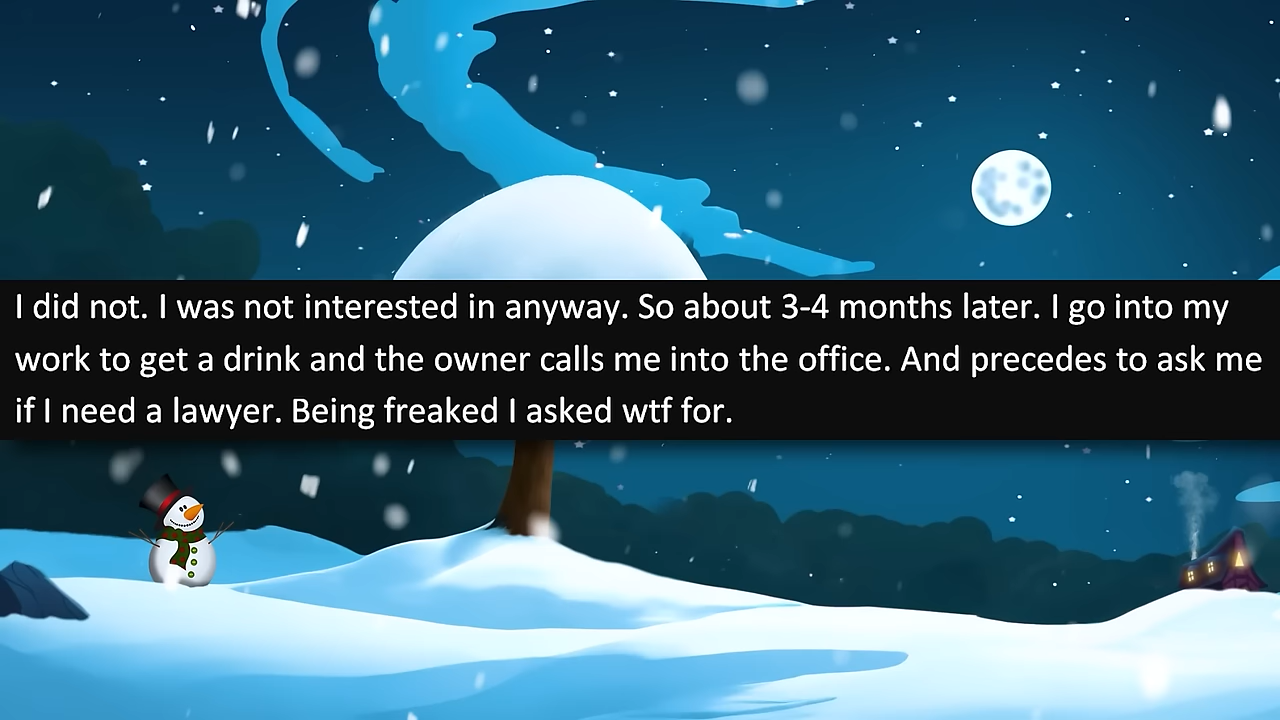 I did not. I was not interested in anyway. So about 3-4 months later. I go into my
work to get a drink and the owner calls me into the office. And precedes to ask me
if I need a lawyer. Being freaked I asked wtf for.